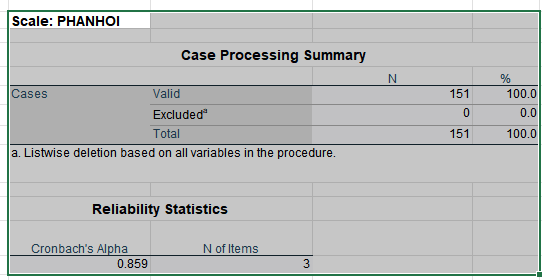 Scale: PHANHOI
Case Processing Summary
N %
Cases Valid 151 100.0
Excludedᵃ 0 0.0
Total 151 100.0
a. Listwise deletion based on all variables in the procedure.
Reliability Statistics
Cronbach's Alpha N of Items
0.859 3